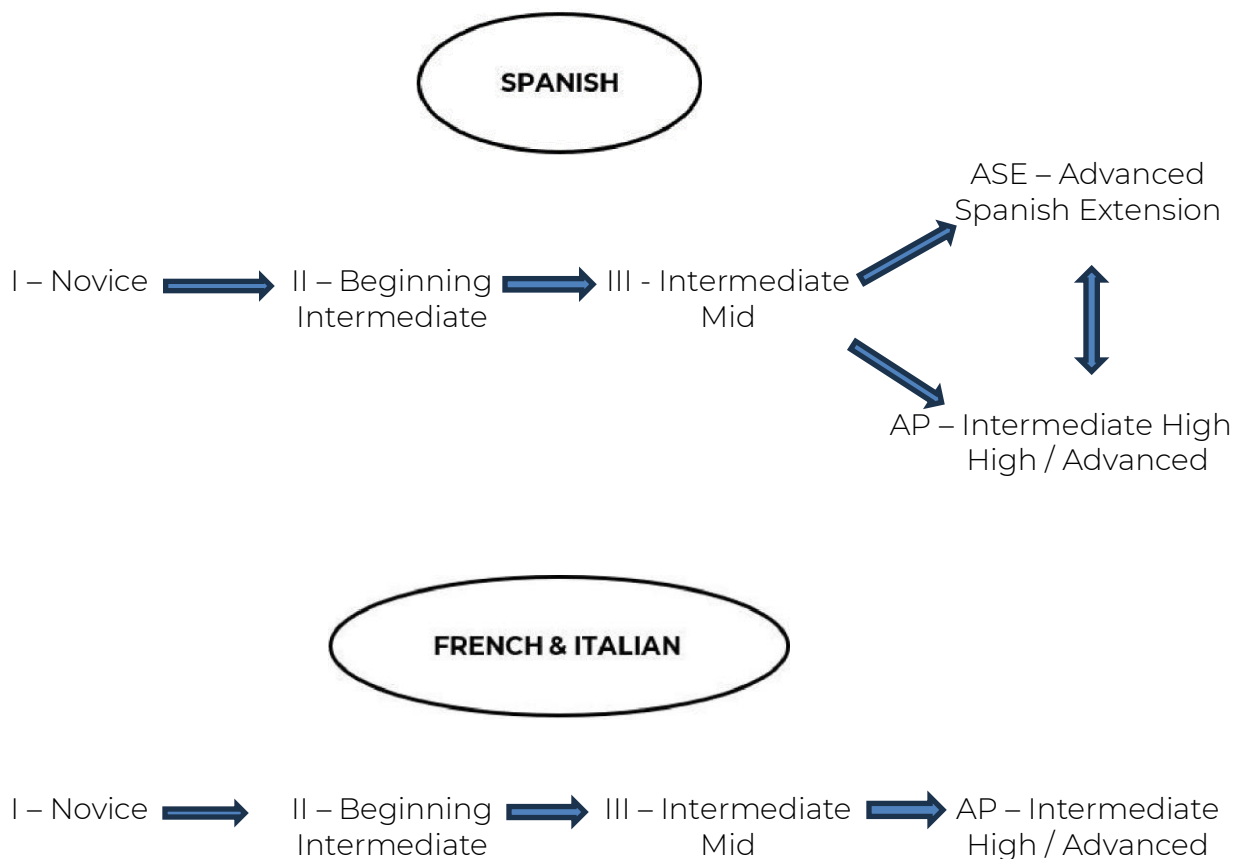 SPANISH
ASE – Advanced
Spanish Extension
I – Novice
II – Beginning
Intermediate
III - Intermediate
Mid
AP – Intermediate High
High / Advanced
FRENCH & ITALIAN
I – Novice
II – Beginning
Intermediate
III – Intermediate
Mid
AP – Intermediate
High / Advanced